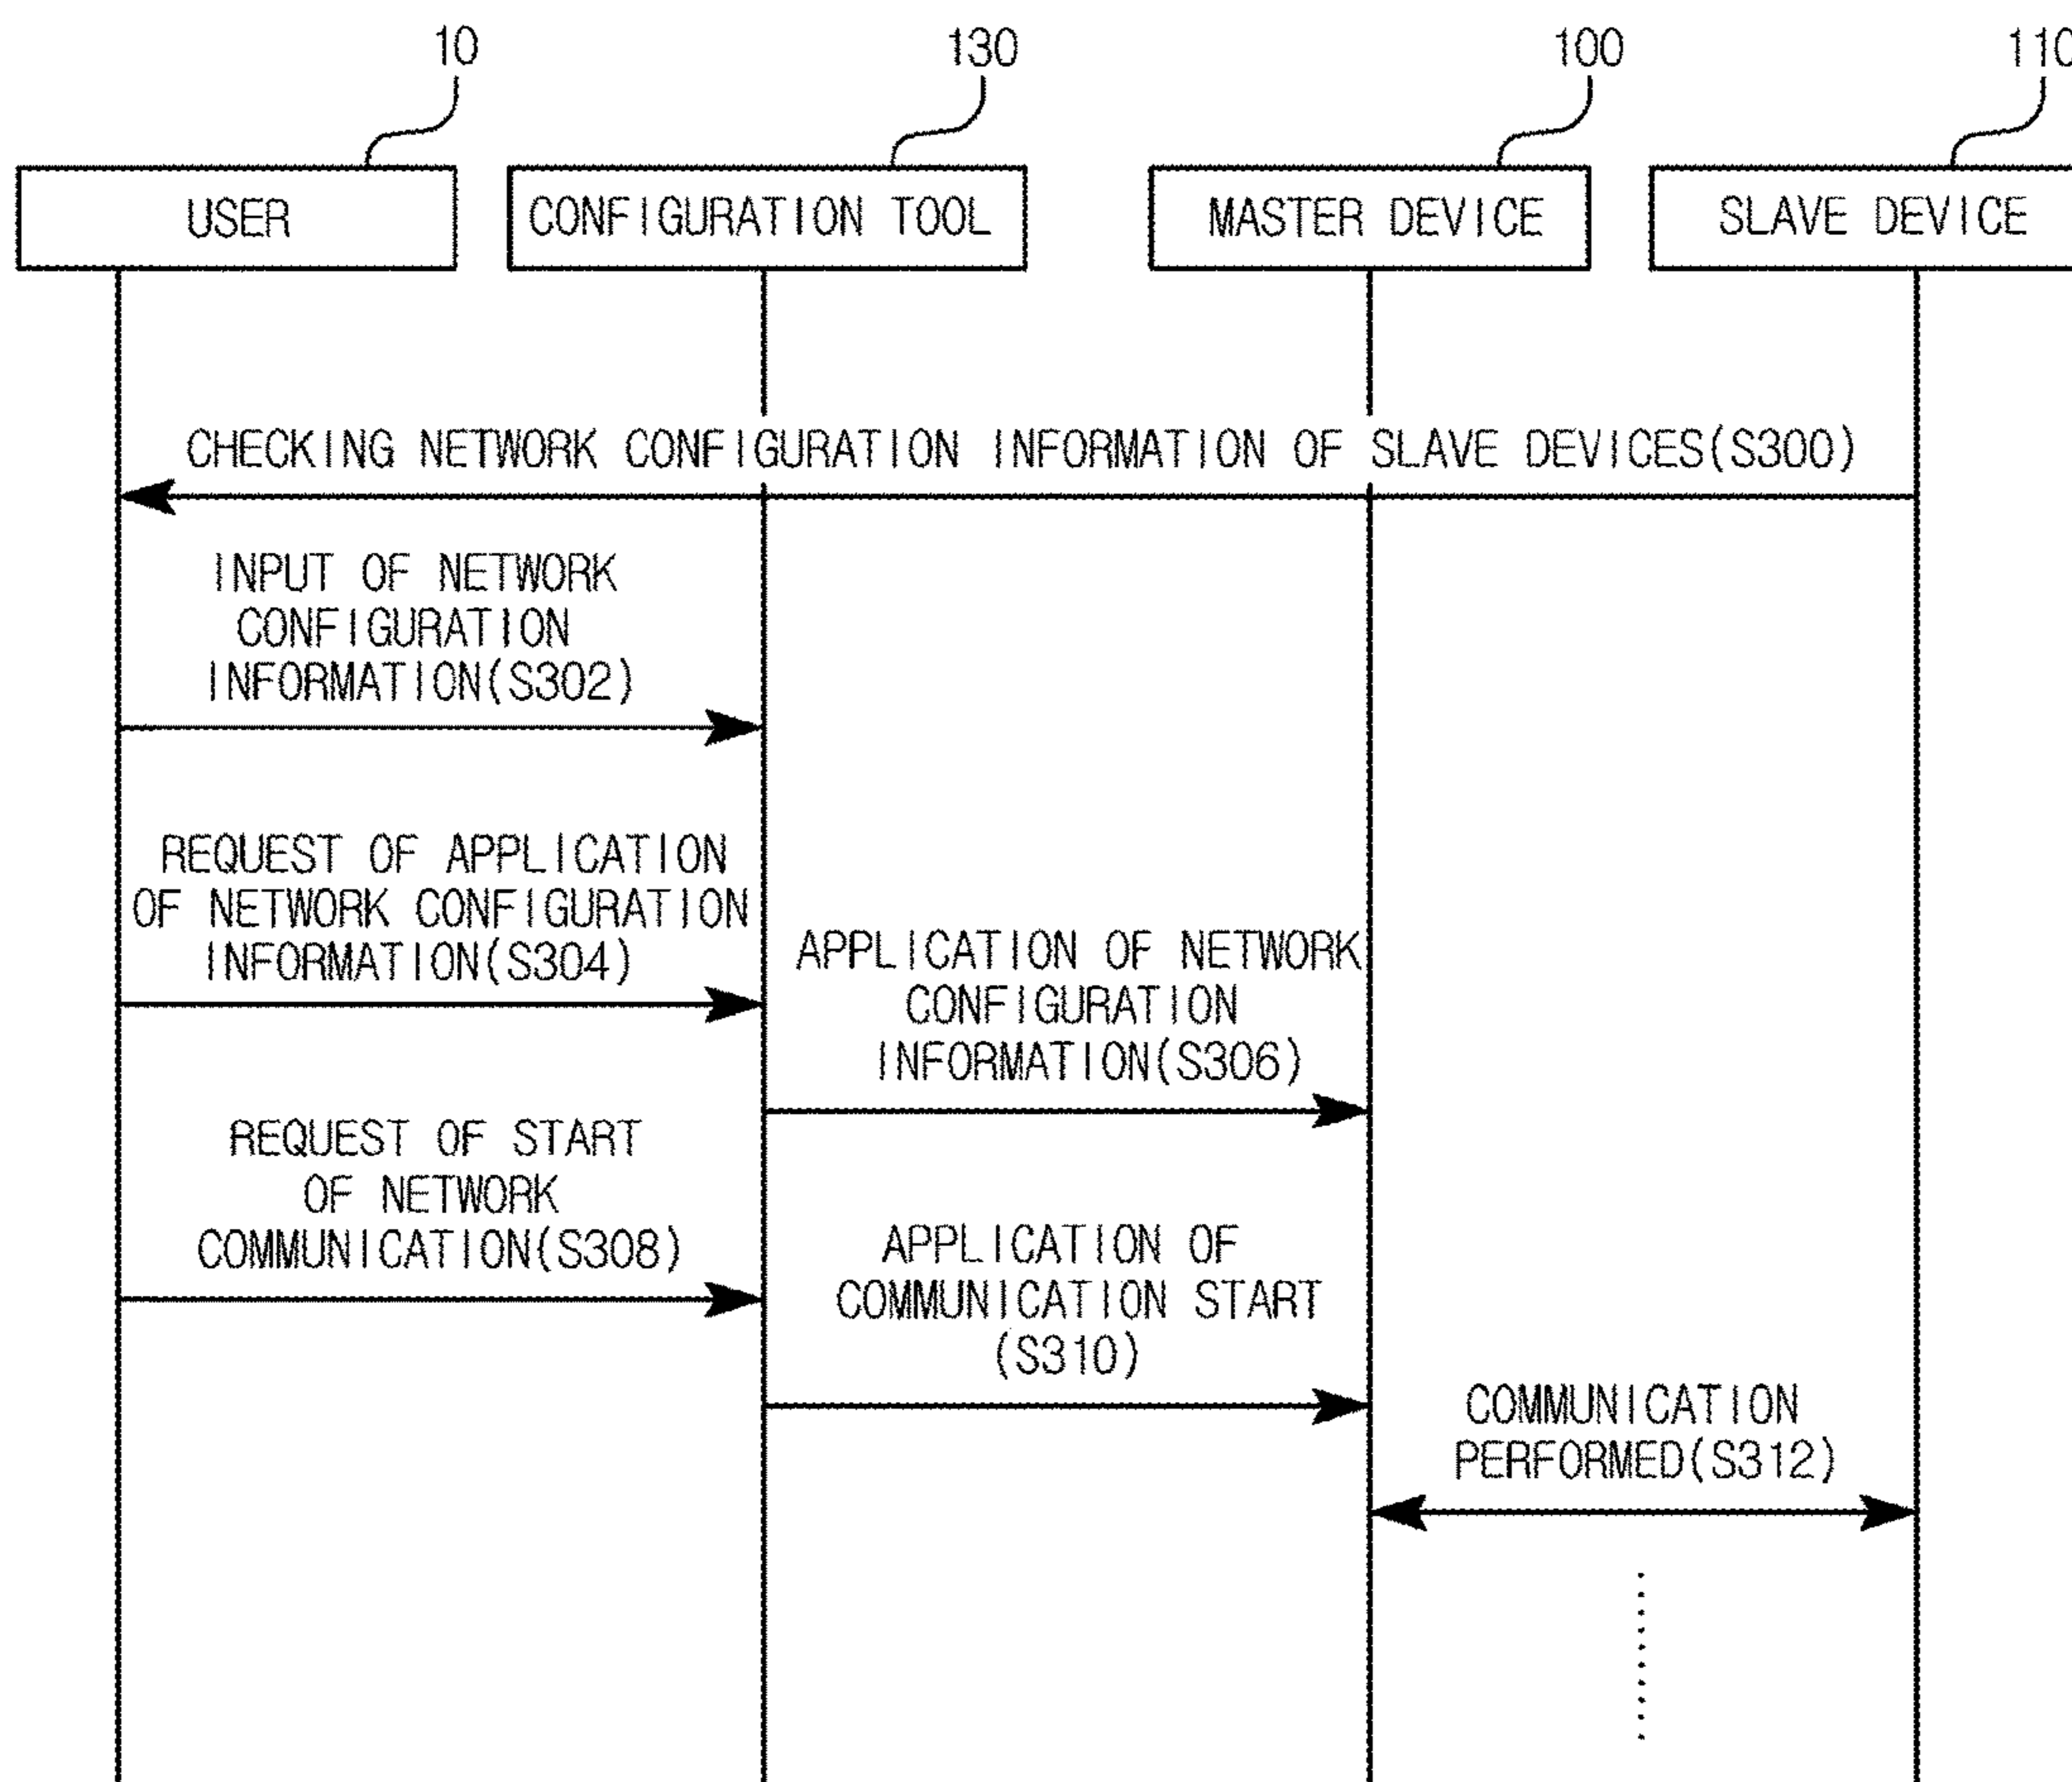 10
130
100
110
USER
CONFIGURATION TOOL
MASTER DEVICE
SLAVE DEVICE
CHECKING NETWORK CONFIGURATION INFORMATION OF SLAVE DEVICES(S300)
INPUT OF NETWORK
CONFIGURATION
INFORMATION(S302)
REQUEST OF APPLICATION
OF NETWORK CONFIGURATION
INFORMATION(S304)
APPLICATION OF NETWORK
CONFIGURATION
INFORMATION(S306)
REQUEST OF START
OF NETWORK
COMMUNICATION(S308)
APPLICATION OF
COMMUNICATION START
(S310)
COMMUNICATION
PERFORMED(S312)